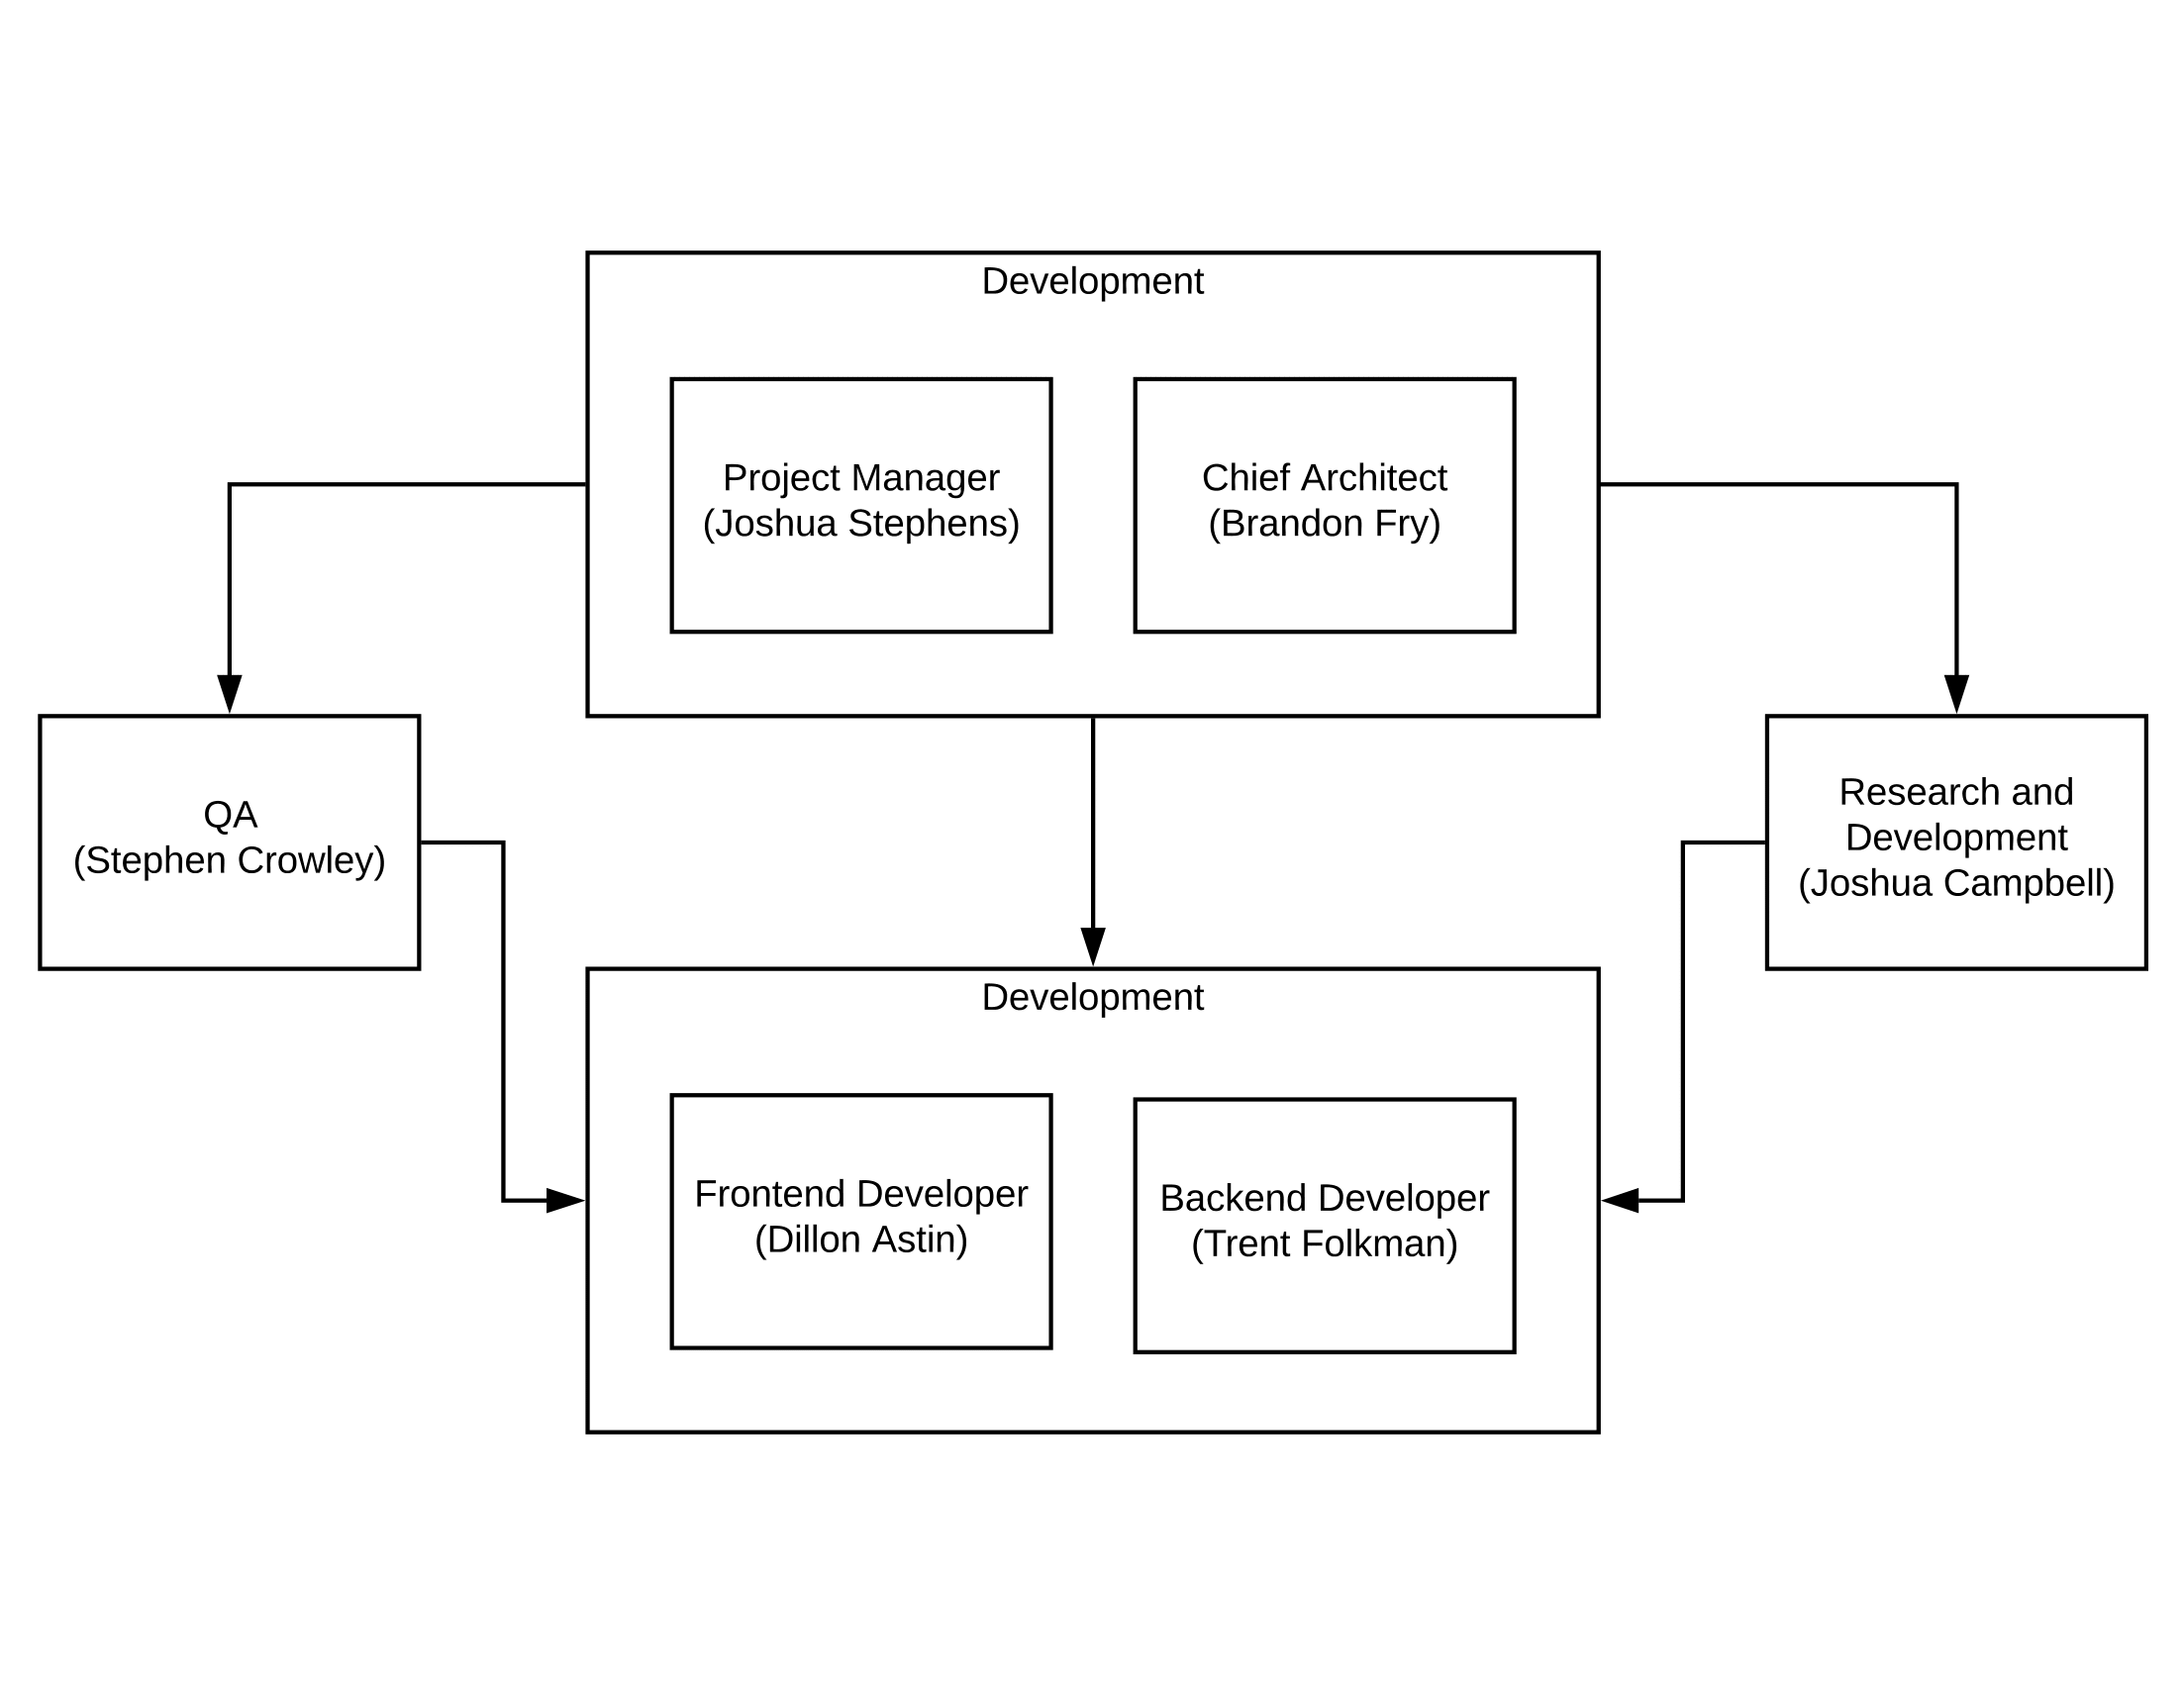 Development
Project Manager
(Joshua Stephens)
Chief Architect
(Brandon Fry)
QA
(Stephen Crowley)
Research and
Development
(Joshua Campbell)
Development
Frontend Developer
(Dillon Astin)
Backend Developer
(Trent Folkman)